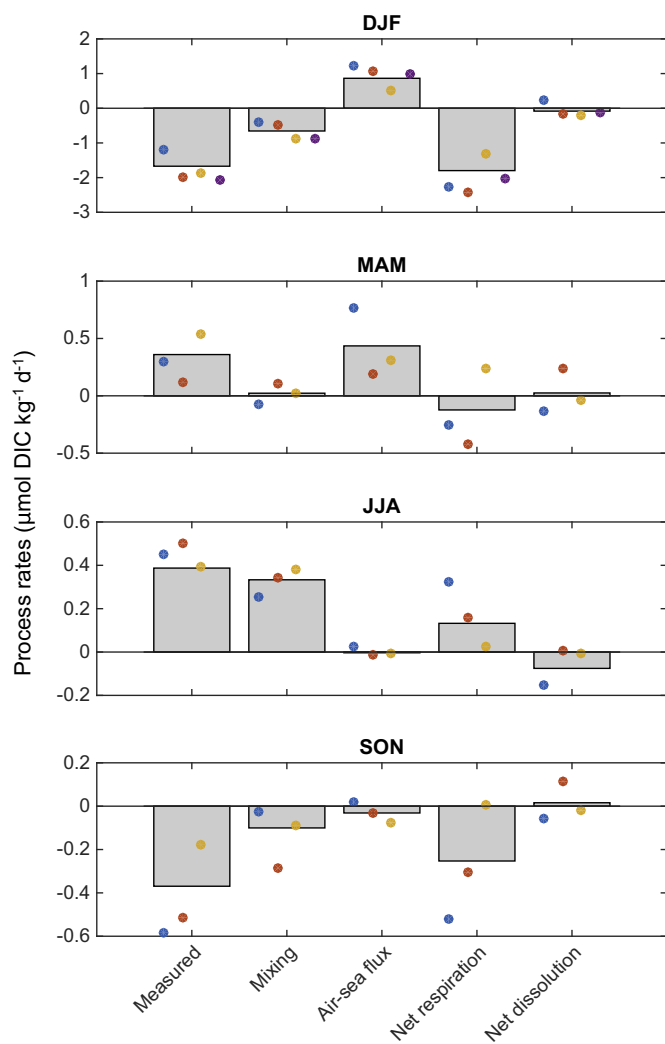 DJF
2
1
0
-1
-2
-3
MAM
1
0.5
0
-0.5
JJA
0.6
0.4
0.2
0
-0.2
SON
0.2
0
-0.2
-0.4
-0.6
Process rates (μmol DIC kg⁻¹ d⁻¹)
Measured
Mixing
Air-sea flux
Net respiration
Net dissolution